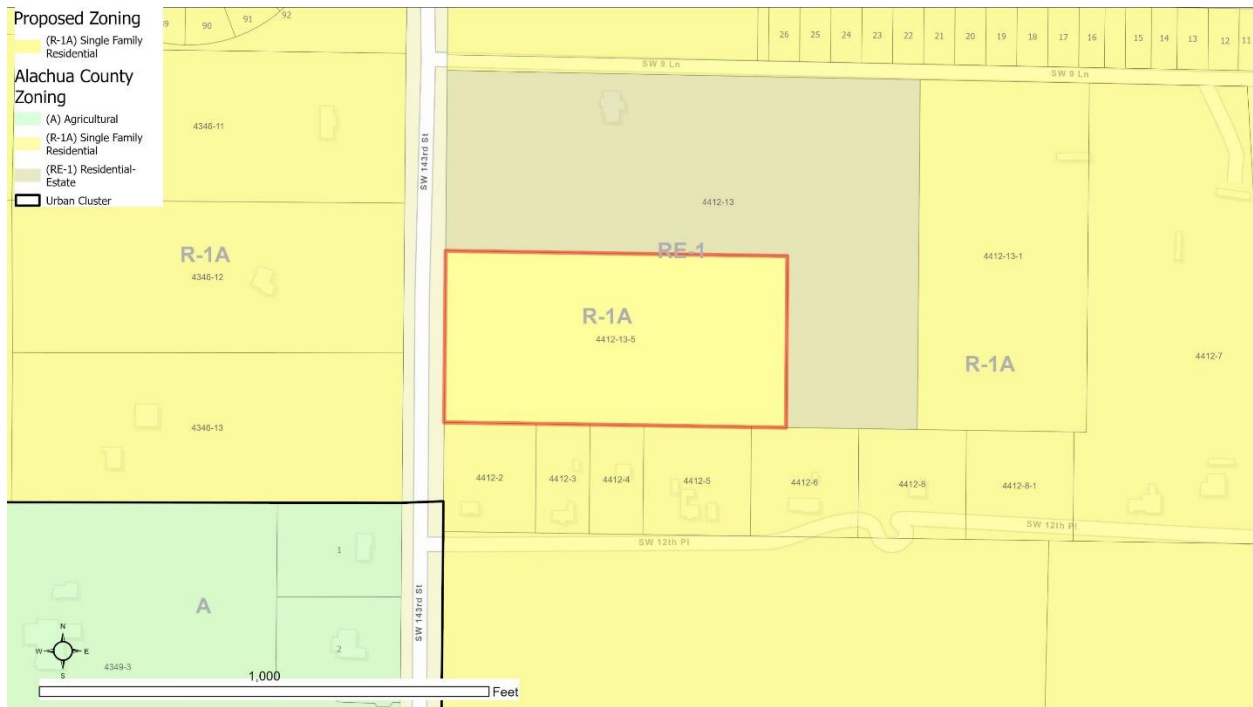 Proposed Zoning
(R-1A) Single Family
Residential
Alachua County
Zoning
(A) Agricultural
(R-1A) Single Family
Residential
(RE-1) Residential-
Estate
Urban Cluster
90
91
92
26
25
24
23
22
21
20
19
18
17
16
15
14
13
12
11
SW 9 Ln
SW 9 Ln
4346-11
SW 143rd St
4412-13
RE-1
R-1A
4346-12
4412-13-1
R-1A
4412-13-5
R-1A
4412-7
4346-13
4412-2
4412-3
4412-4
4412-5
4412-6
4412-8
4412-8-1
SW 12th Pl
SW 12th Pl
1
A
2
SW 143rd St
4349-3
N
W
E
S
1,000
Feet